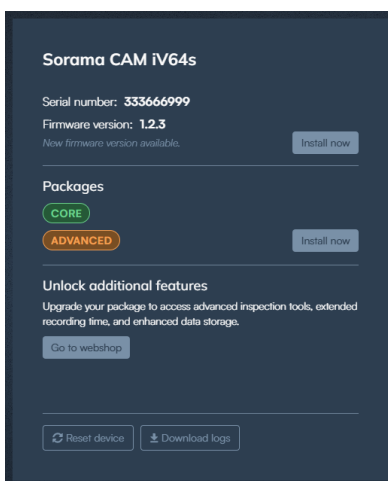 Sorama CAM iV64s
Serial number: 333666999
Firmware version: 1.2.3
New firmware version available.
Install now
Packages
CORE
ADVANCED
Install now
Unlock additional features
Upgrade your package to access advanced inspection tools, extended
recording time, and enhanced data storage.
Go to webshop
Reset device
Download logs